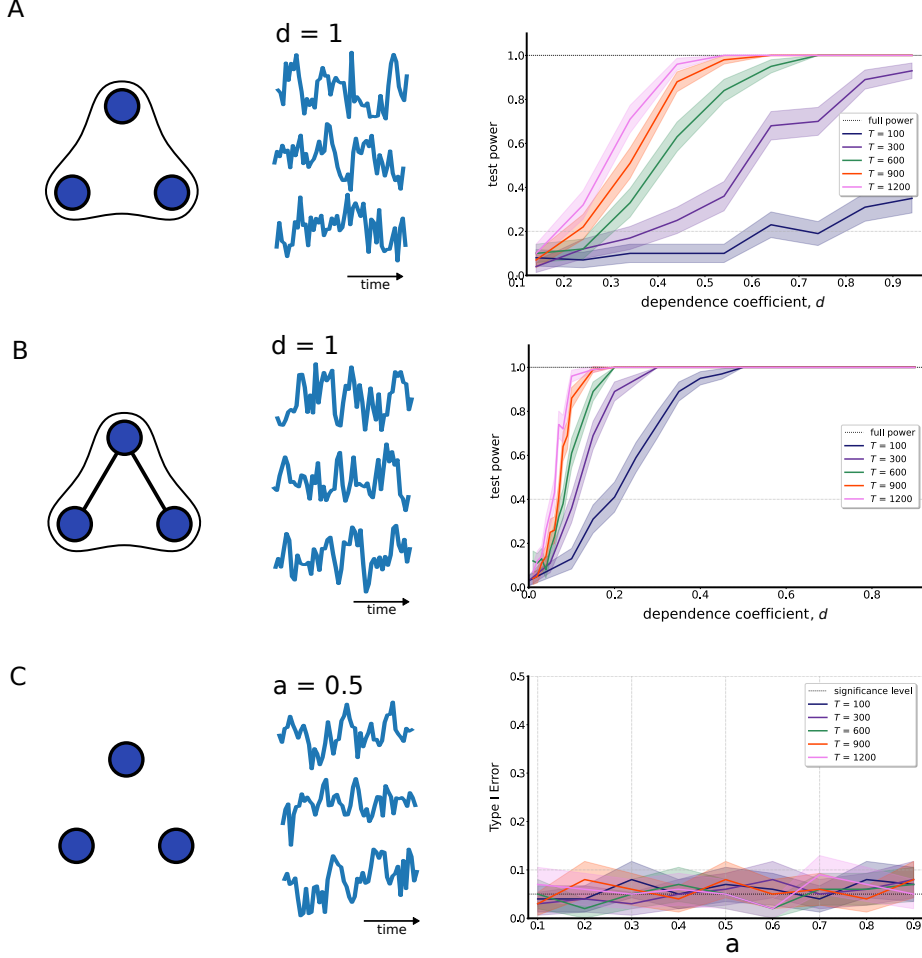 A
d = 1
time
test power
1.0
0.8
0.6
0.4
0.2
0.0
0.1
0.2
0.3
0.4
0.5
0.6
0.7
0.8
0.9
dependence coefficient, d
full power
T = 100
T = 300
T = 600
T = 900
T = 1200
B
d = 1
time
test power
1.0
0.8
0.6
0.4
0.2
0.0
0.0
0.2
0.4
0.6
0.8
dependence coefficient, d
full power
T = 100
T = 300
T = 600
T = 900
T = 1200
C
a = 0.5
time
Type I Error
0.5
0.4
0.3
0.2
0.1
0.0
0.1
0.2
0.3
0.4
0.5
0.6
0.7
0.8
0.9
a
significance level
T = 100
T = 300
T = 600
T = 900
T = 1200